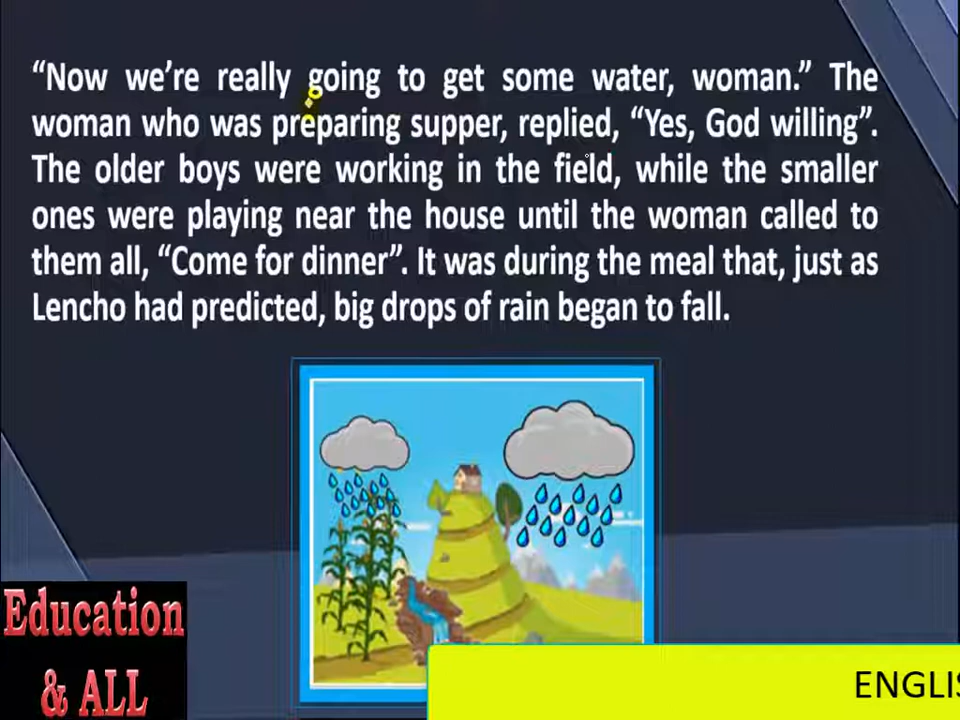 “Now we’re really going to get some water, woman.” The
woman who was preparing supper, replied, “Yes, God willing”.
The older boys were working in the field, while the smaller
ones were playing near the house until the woman called to
them all, “Come for dinner”. It was during the meal that, just as
Lencho had predicted, big drops of rain began to fall.
Education
& ALL
ENGLIS